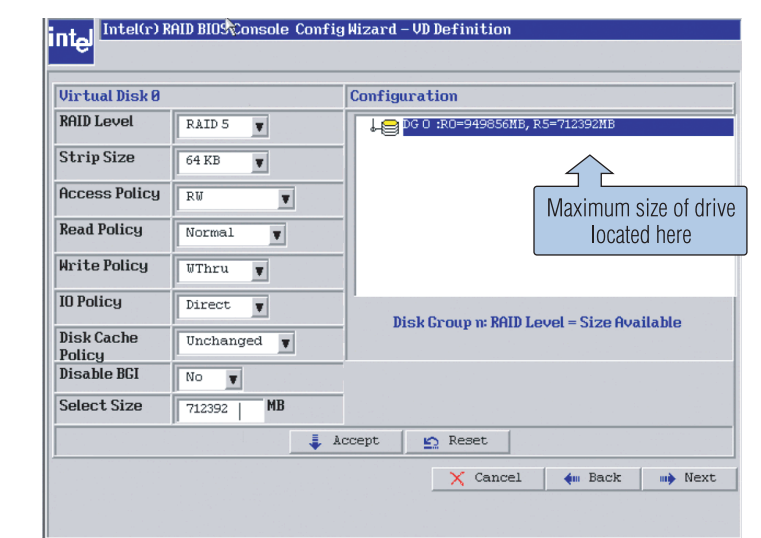 intel
Intel(r) RAID BIOS Console Config Wizard – VD Definition
Virtual Disk 0
Configuration
RAID Level
RAID 5
DG 0 :R0=949856MB, R5=712392MB
Strip Size
64 KB
Access Policy
RW
Maximum size of drive
located here
Read Policy
Normal
Write Policy
WThru
IO Policy
Direct
Disk Group n: RAID Level = Size Available
Disk Cache
Policy
Unchanged
Disable BGI
No
Select Size
712392
MB
Accept
Reset
Cancel
Back
Next